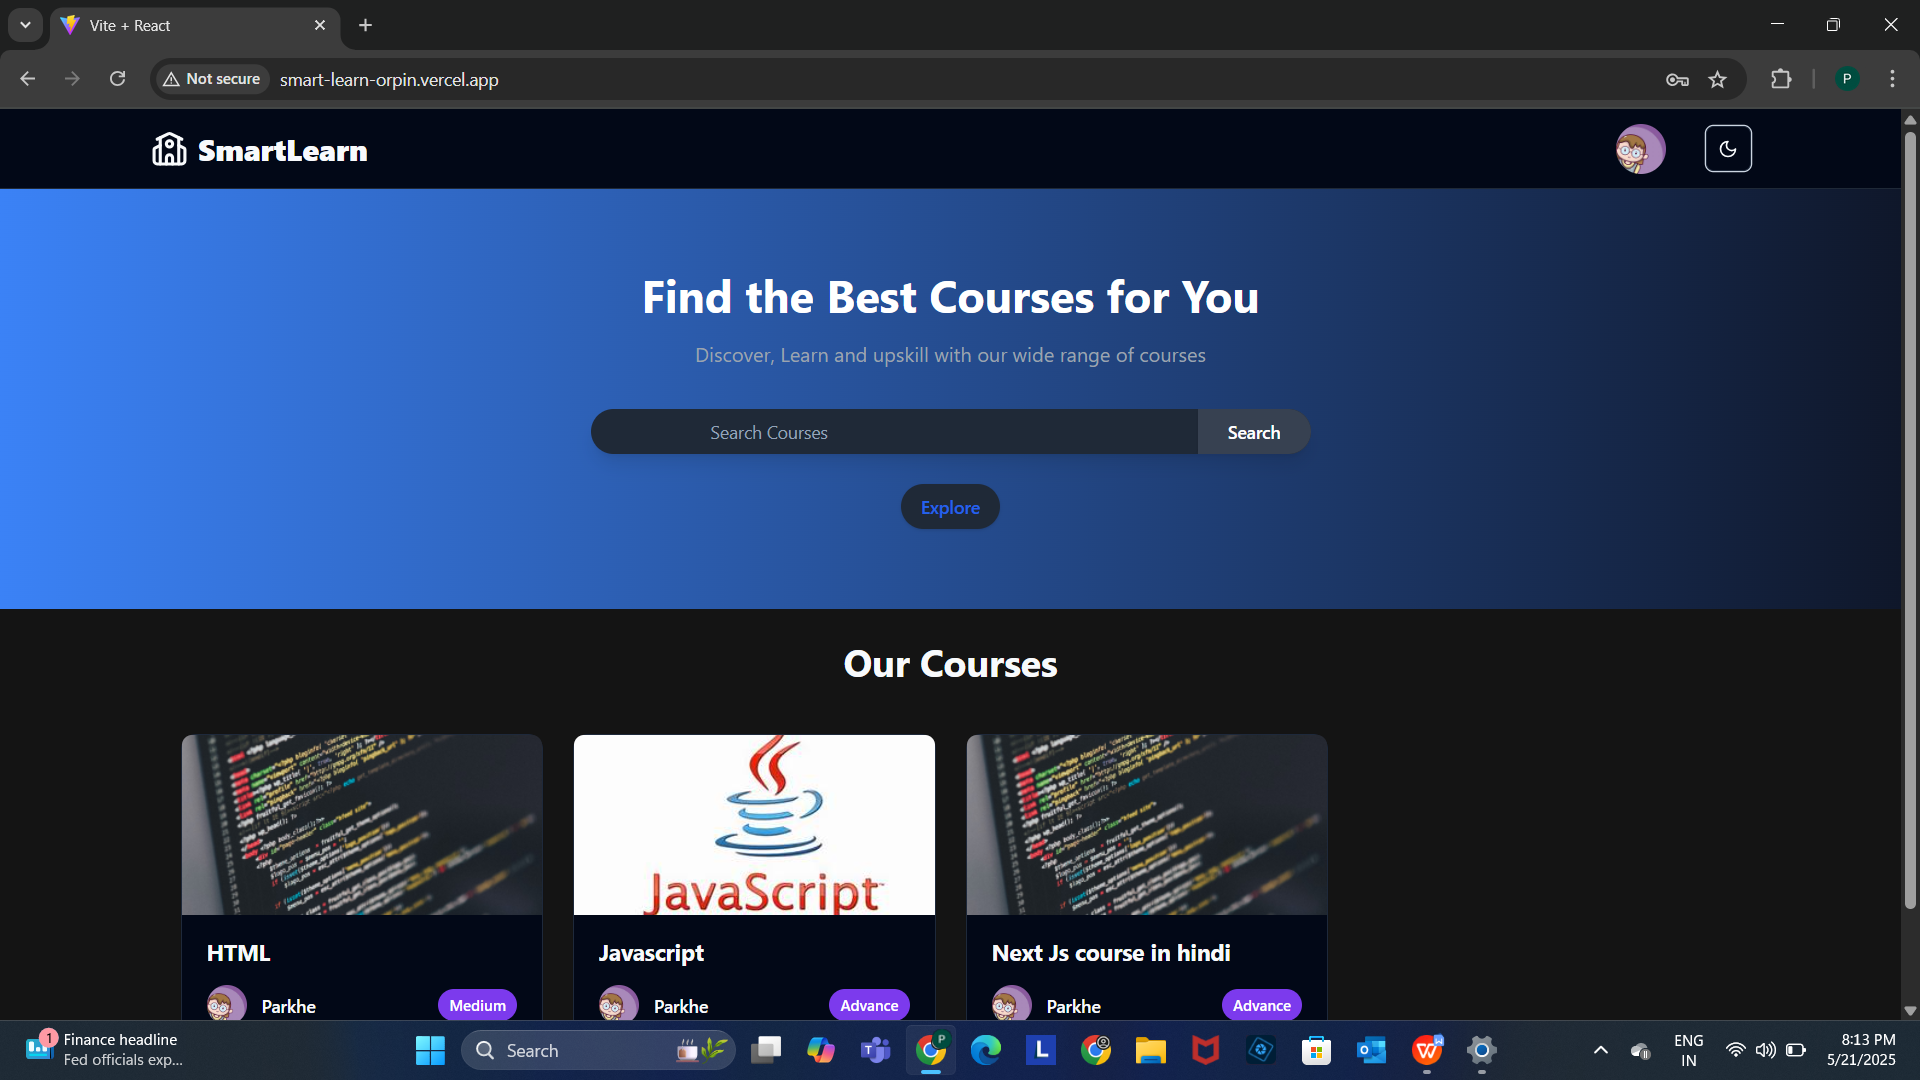 Vite + React
Not secure
smart-learn-orpin.vercel.app
P
SmartLearn
Find the Best Courses for You
Discover, Learn and upskill with our wide range of courses
Search Courses
Search
Explore
Our Courses
JavaScript
HTML
Javascript
Next Js course in hindi
Parkhe
Medium
Parkhe
Advance
Parkhe
Advance
1
Finance headline
Fed officials exp...
Search
P
L
ENG
IN
8:13 PM
5/21/2025